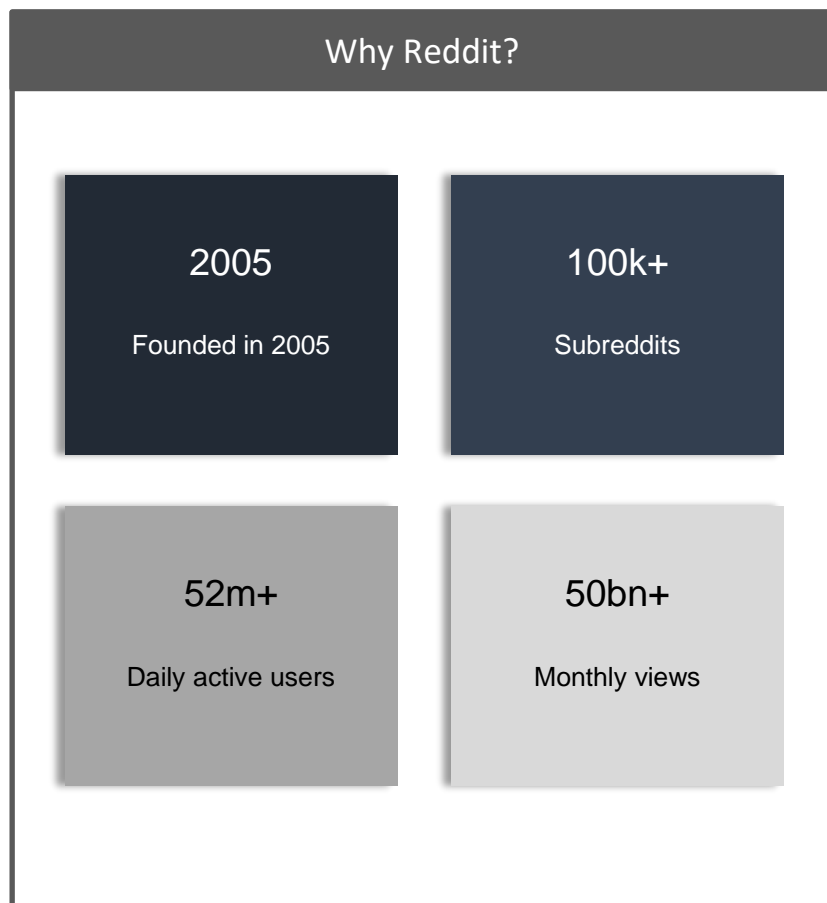 Why Reddit?
2005
Founded in 2005
100k+
Subreddits
52m+
Daily active users
50bn+
Monthly views